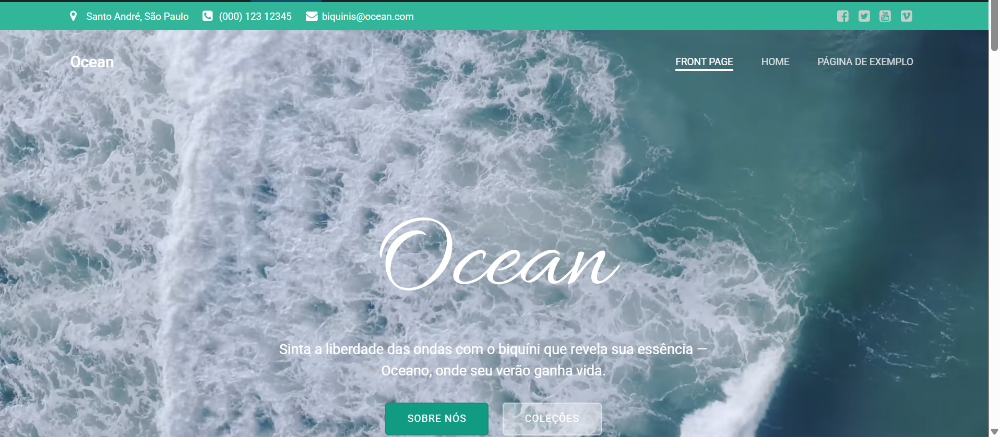 Santo André, São Paulo (000) 123 12345 biquinis@ocean.com
Ocean FRONT PAGE HOME PÁGINA DE EXEMPLO
Ocean
Sinta a liberdade das ondas com o biquíni que revela sua essência —
Oceano, onde seu verão ganha vida.
SOBRE NÓS COLEÇÕES